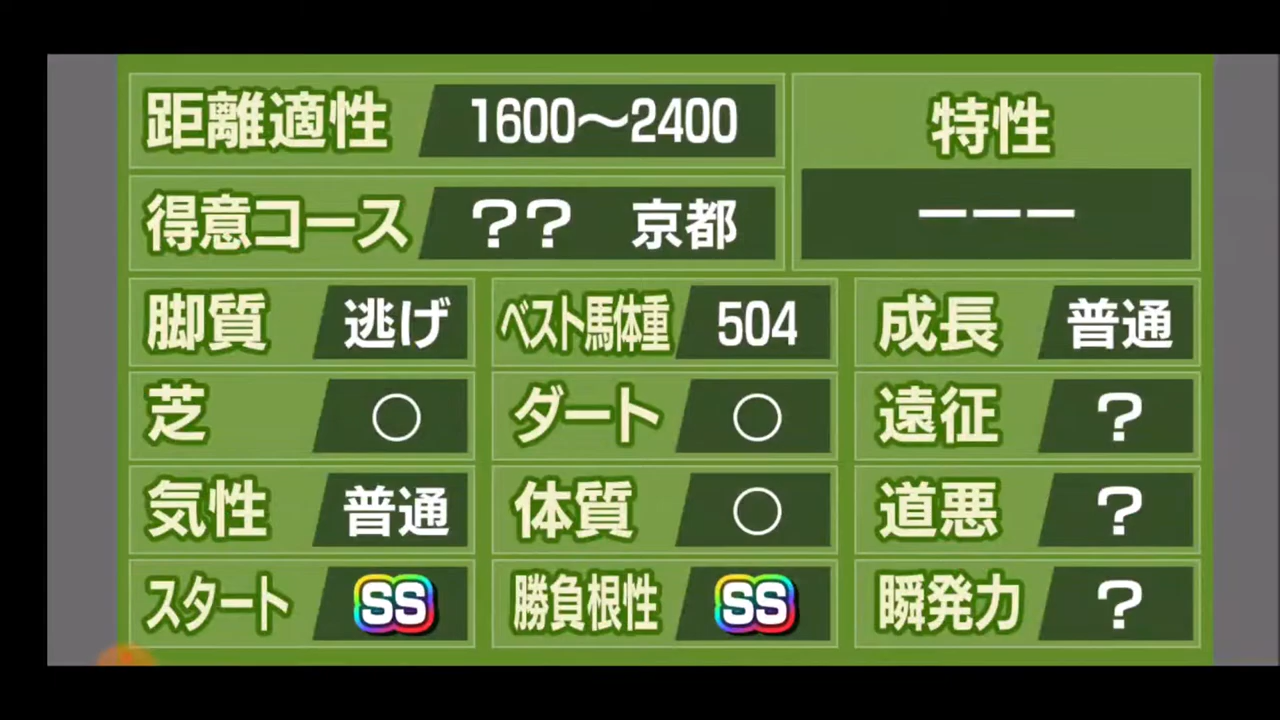 距離適性 1600～2400
特性
ーーー
得意コース ？？ 京都
脚質 逃げ ベスト馬体重 504 成長 普通
芝 ○ ダート ○ 遠征 ？
気性 普通 体質 ○ 道悪 ？
スタート SS 勝負根性 SS 瞬発力 ？